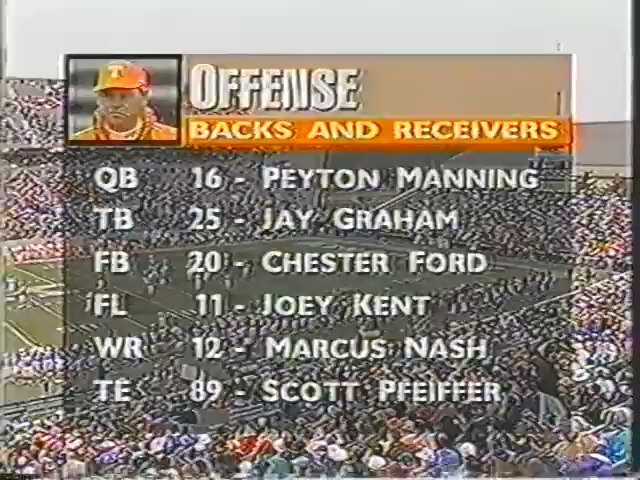 T
OFFENSE
BACKS AND RECEIVERS
QB 16 - PEYTON MANNING
TB 25 - JAY GRAHAM
FB 20 - CHESTER FORD
FL 11 - JOEY KENT
WR 12 - MARCUS NASH
TE 89 - SCOTT PFEIFFER